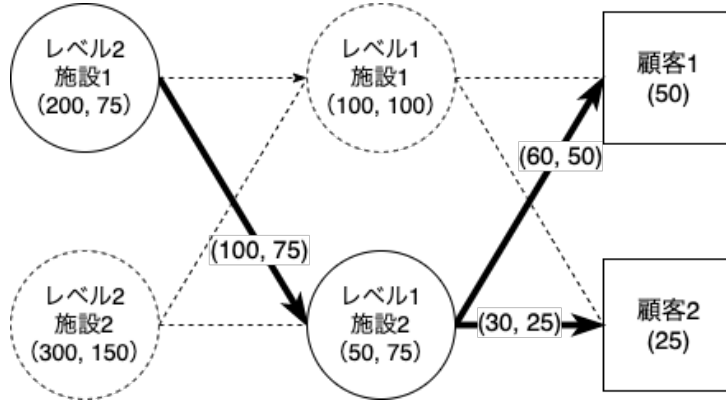 レベル2
施設1
（200, 75）
レベル1
施設1
（100, 100）
顧客1
(50)
(60, 50)
(100, 75)
レベル2
施設2
（300, 150）
レベル1
施設2
（50, 75）
(30, 25)
顧客2
(25)